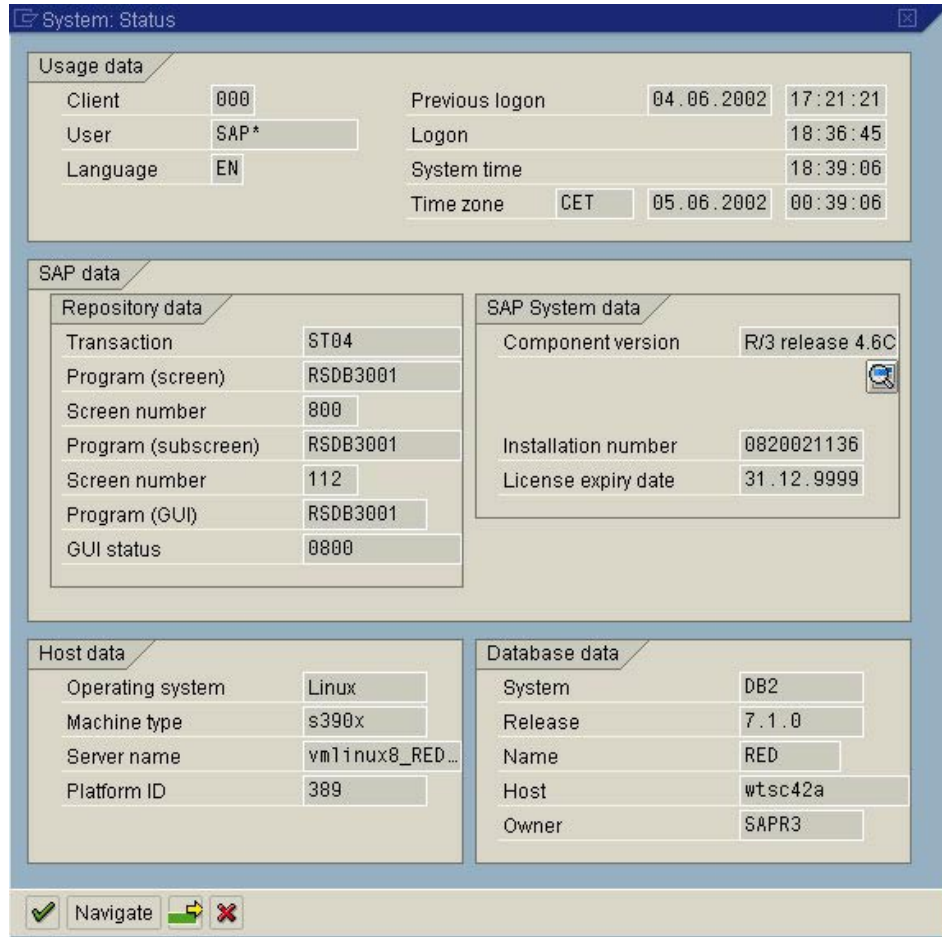 System: Status
Usage data
Client 000 Previous logon 04.06.2002 17:21:21
User SAP* Logon 18:36:45
Language EN System time 18:39:06
Time zone CET 05.06.2002 00:39:06
SAP data
Repository data SAP System data
Transaction ST04 Component version R/3 release 4.6C
Program (screen) RSDB3001
Screen number 800
Program (subscreen) RSDB3001 Installation number 0820021136
Screen number 112 License expiry date 31.12.9999
Program (GUI) RSDB3001
GUI status 0800
Host data Database data
Operating system Linux System DB2
Machine type s390x Release 7.1.0
Server name vmlinux8_RED… Name RED
Platform ID 389 Host wtsc42a
Owner SAPR3
Navigate